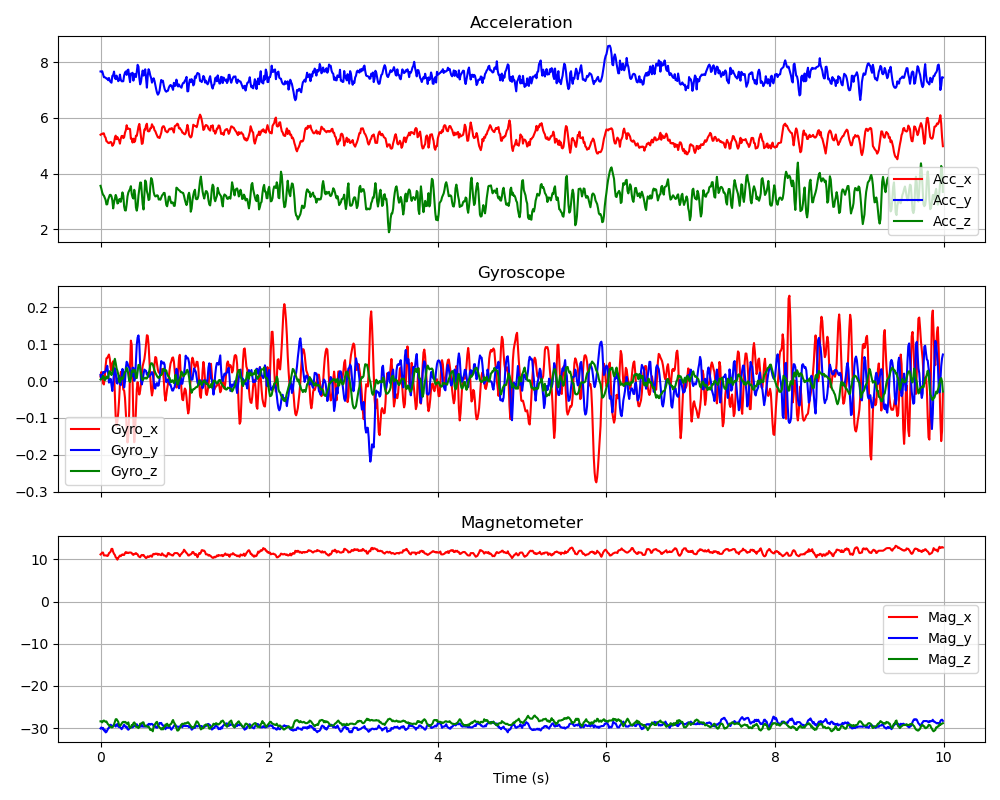 Acceleration
8
6
4
2
Acc_x
Acc_y
Acc_z
Gyroscope
0.2
0.1
0.0
−0.1
−0.2
−0.3
Gyro_x
Gyro_y
Gyro_z
Magnetometer
10
0
−10
−20
−30
Mag_x
Mag_y
Mag_z
0 2 4 6 8 10
Time (s)